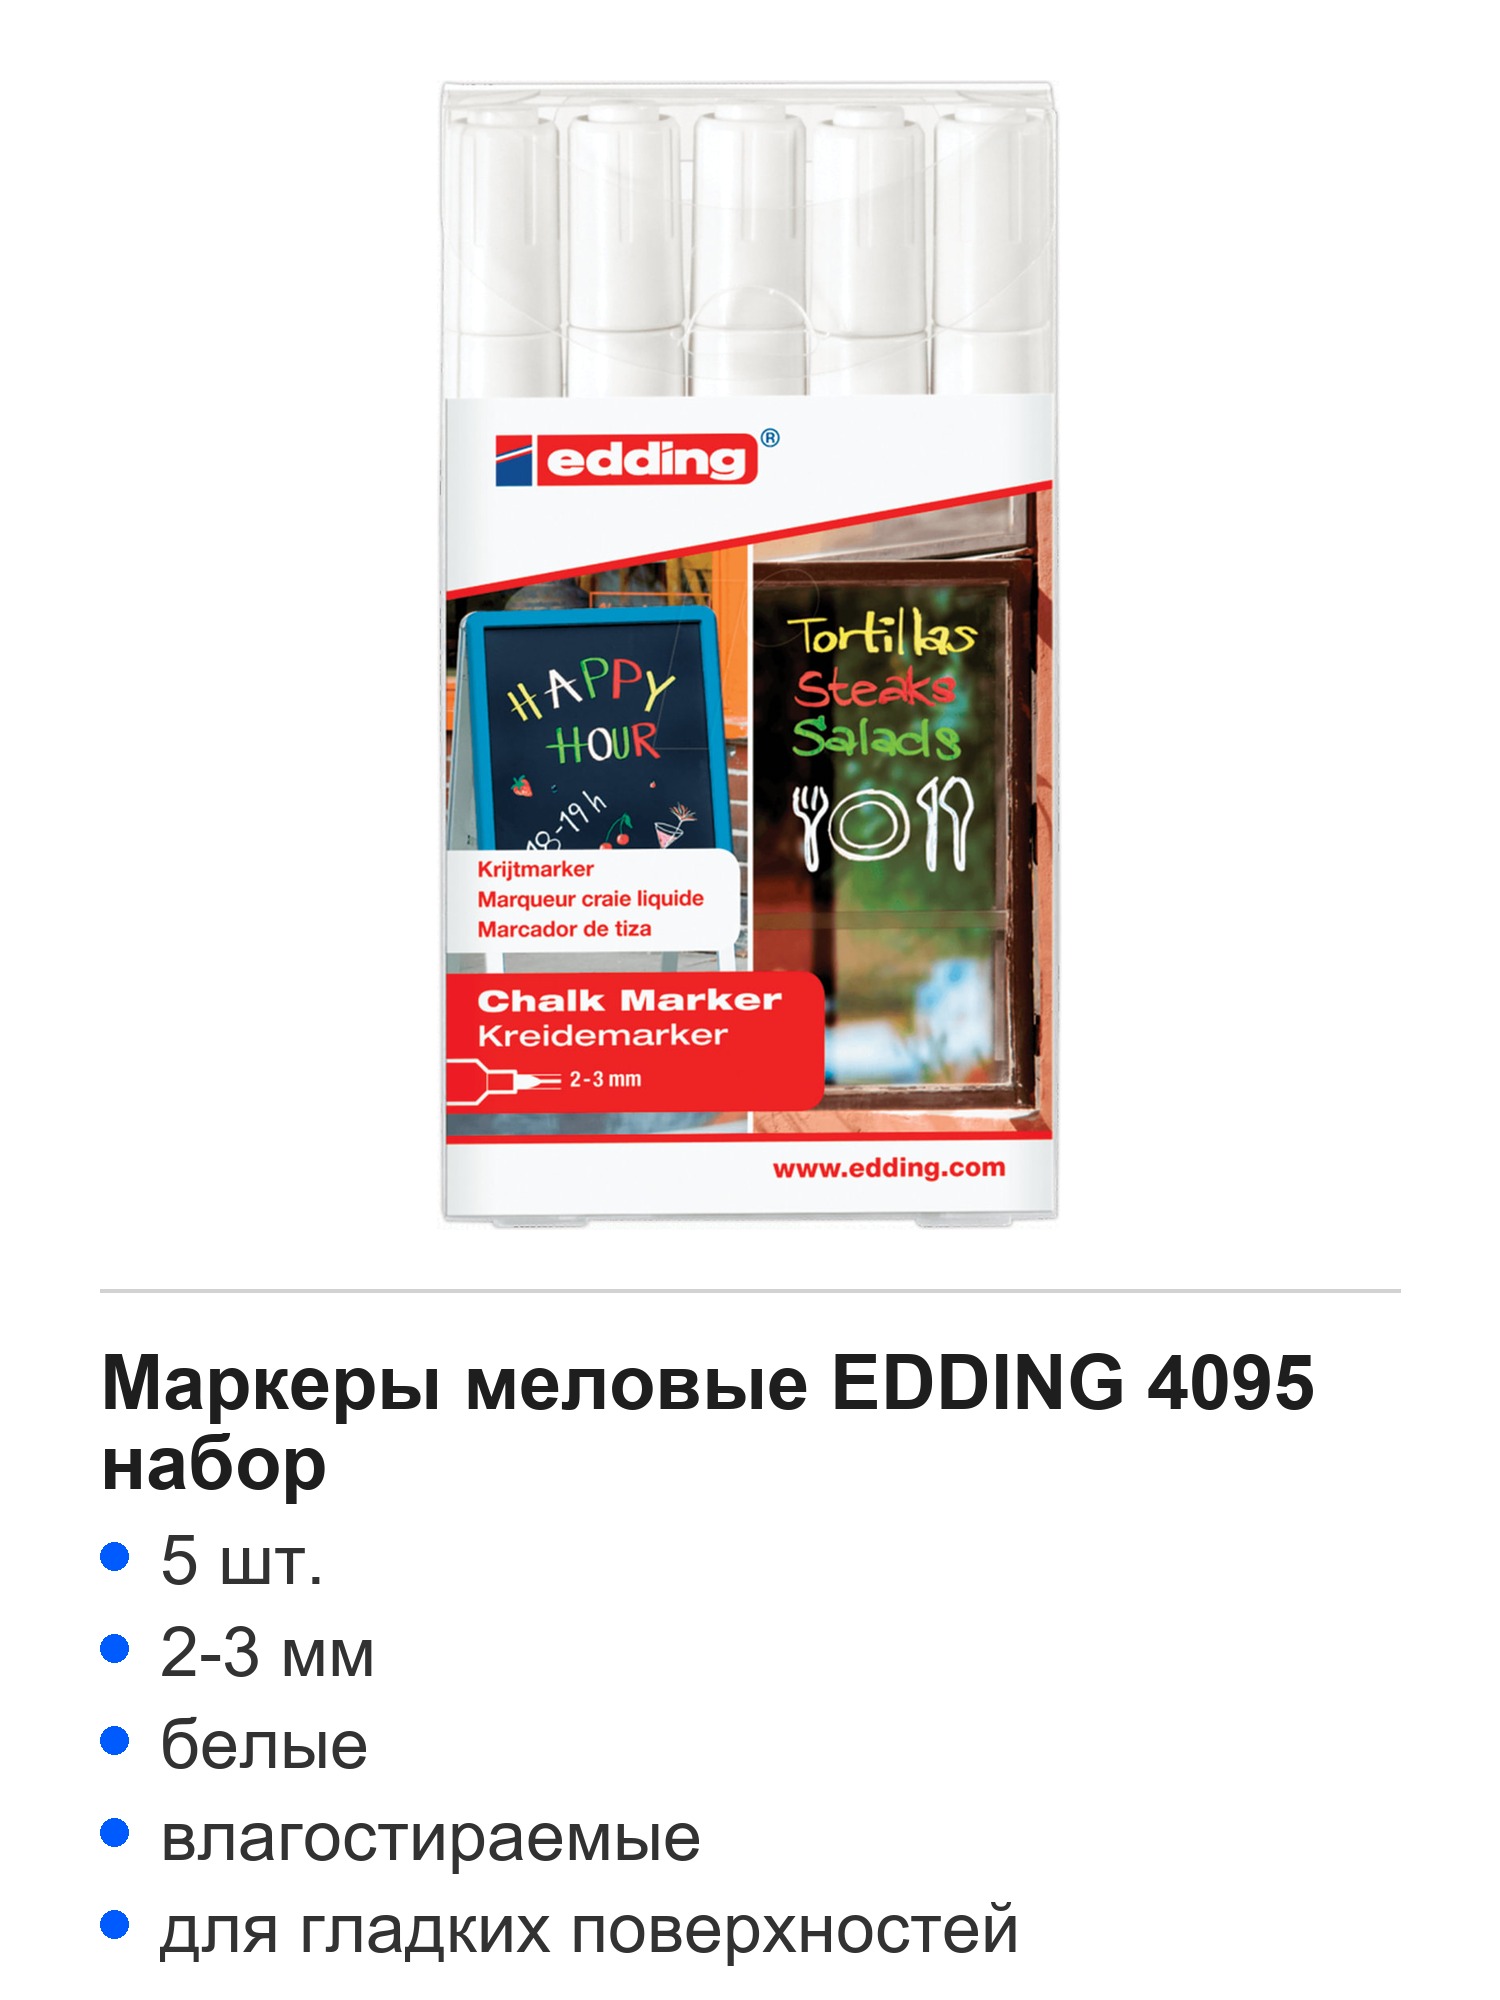 edding®
HAPPY
HOUR
18-19 h
Tortillas
Steaks
Salads
Krijtmarker
Marqueur craie liquide
Marcador de tiza
Chalk Marker
Kreidemarker
2-3 mm
www.edding.com
Маркеры меловые EDDING 4095
набор
5 шт.
2-3 мм
белые
влагостираемые
для гладких поверхностей